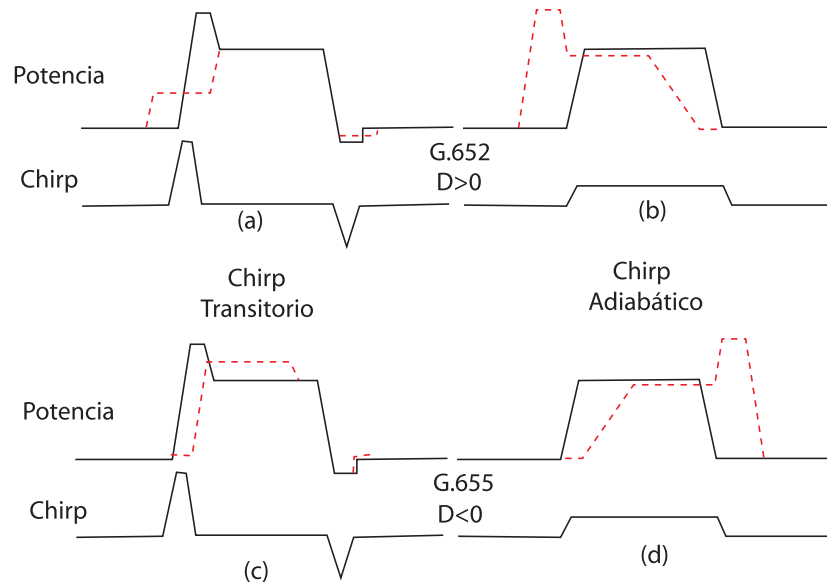 Potencia
G.652
D>0
Chirp
(a)
(b)
Chirp
Transitorio
Chirp
Adiabático
Potencia
G.655
D<0
Chirp
(c)
(d)